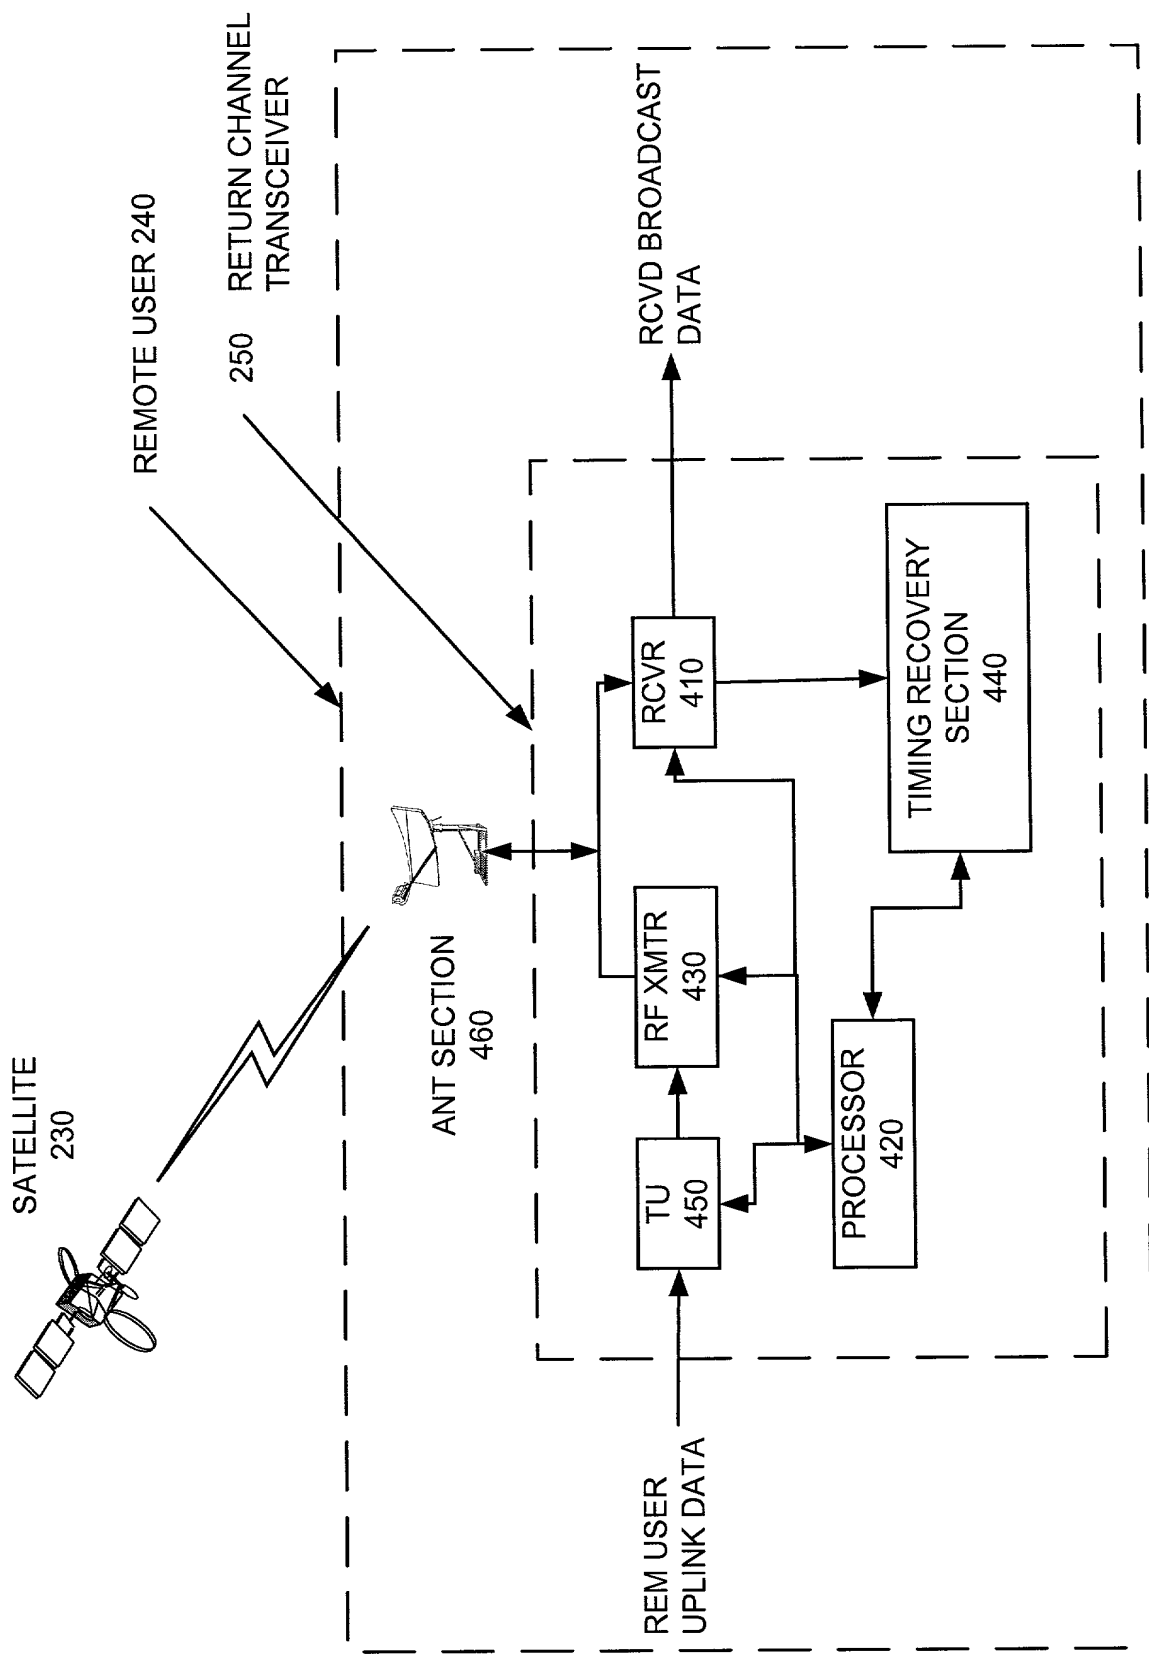 SATELLITE
230
REMOTE USER 240
250 RETURN CHANNEL
TRANSCEIVER
ANT SECTION
460
REM USER
UPLINK DATA
TU
450
RF XMTR
430
RCVR
410
RCVD BROADCAST
DATA
PROCESSOR
420
TIMING RECOVERY
SECTION
440